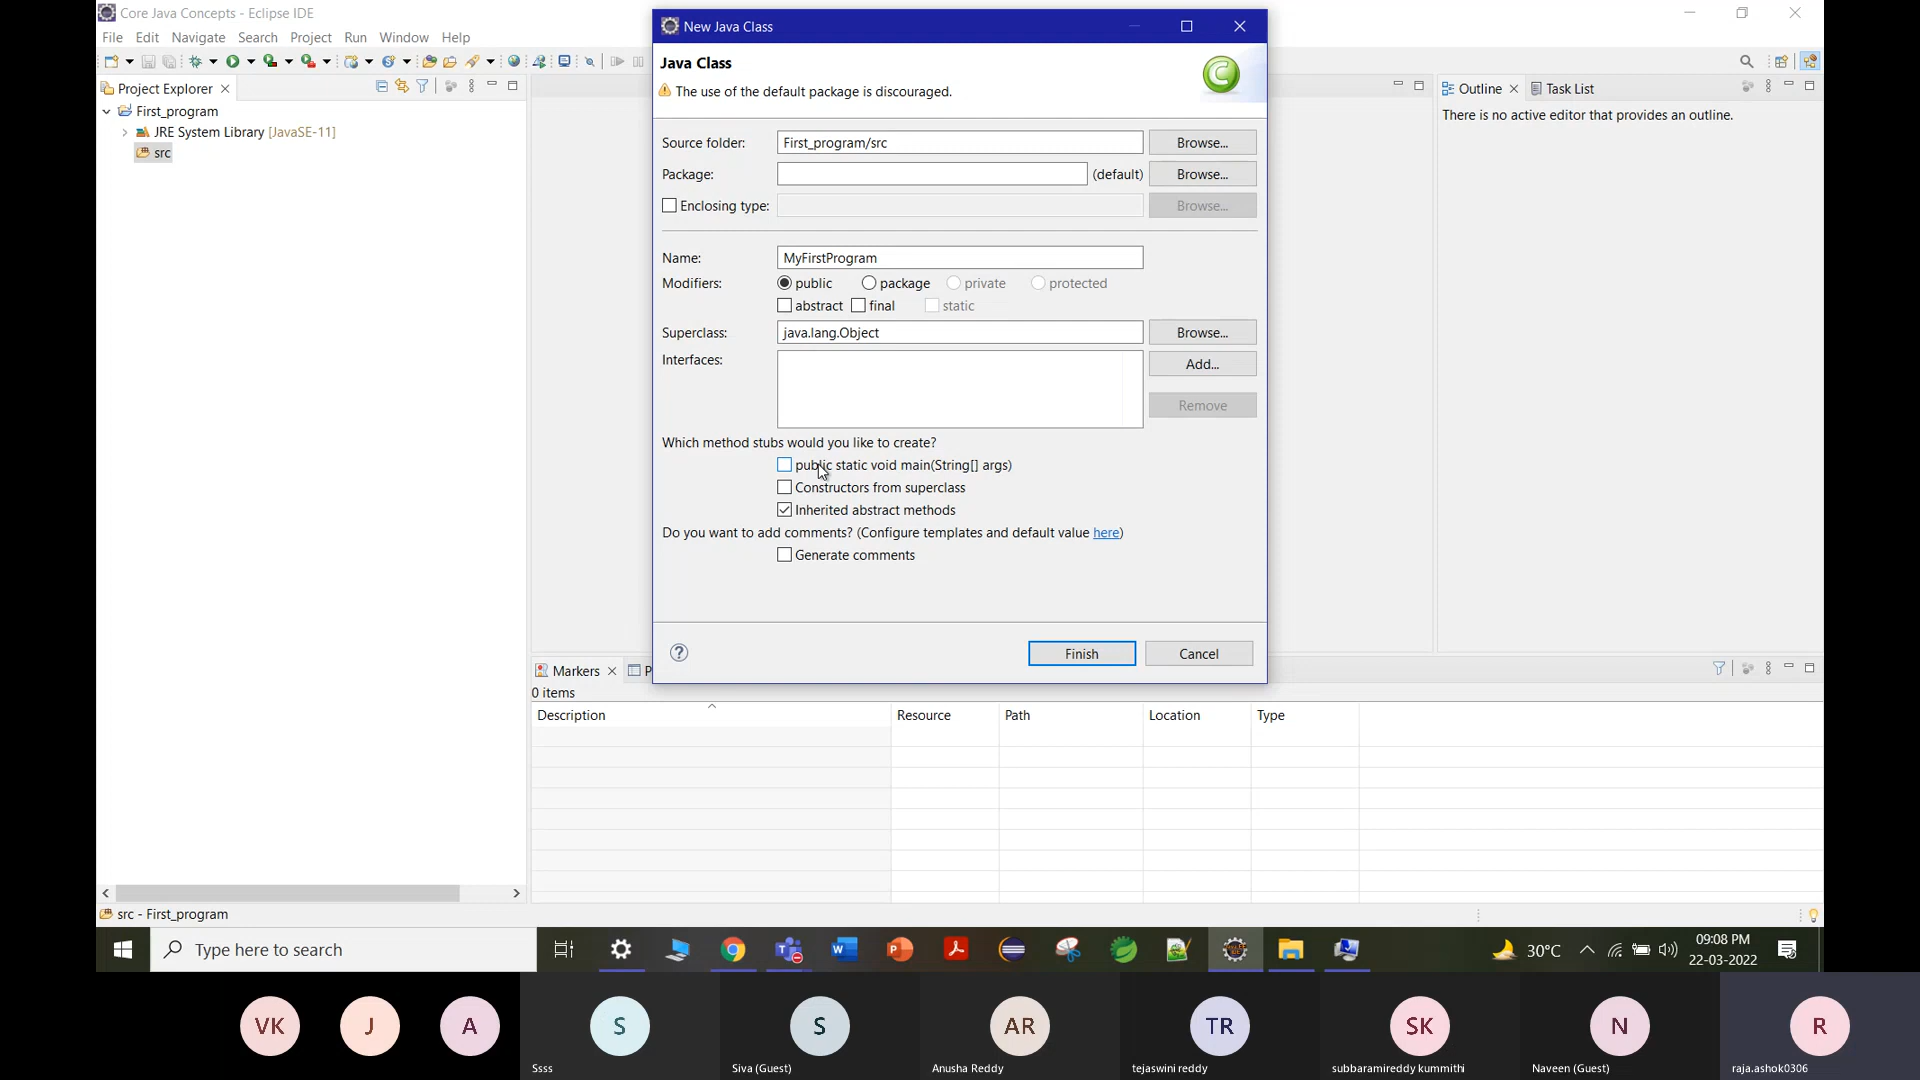 Core Java Concepts - Eclipse IDE
File Edit Navigate Search Project Run Window Help
Project Explorer
First_program
JRE System Library [JavaSE-11]
src
New Java Class
Java Class
The use of the default package is discouraged.
Source folder: First_program/src Browse...
Package: (default) Browse...
Enclosing type: Browse...
Name: MyFirstProgram
Modifiers: public package private protected
abstract final static
Superclass: java.lang.Object Browse...
Interfaces: Add...
Remove
Which method stubs would you like to create?
public static void main(String[] args)
Constructors from superclass
Inherited abstract methods
Do you want to add comments? (Configure templates and default value here)
Generate comments
? Finish Cancel
Outline Task List
There is no active editor that provides an outline.
Markers P
0 items
Description Resource Path Location Type
src - First_program
Type here to search
30°C
09:08 PM
22-03-2022
VK J A S S AR TR SK N R
Ssss Siva (Guest) Anusha Reddy tejaswini reddy subbaramireddy kummithi Naveen (Guest) raja.ashok0306